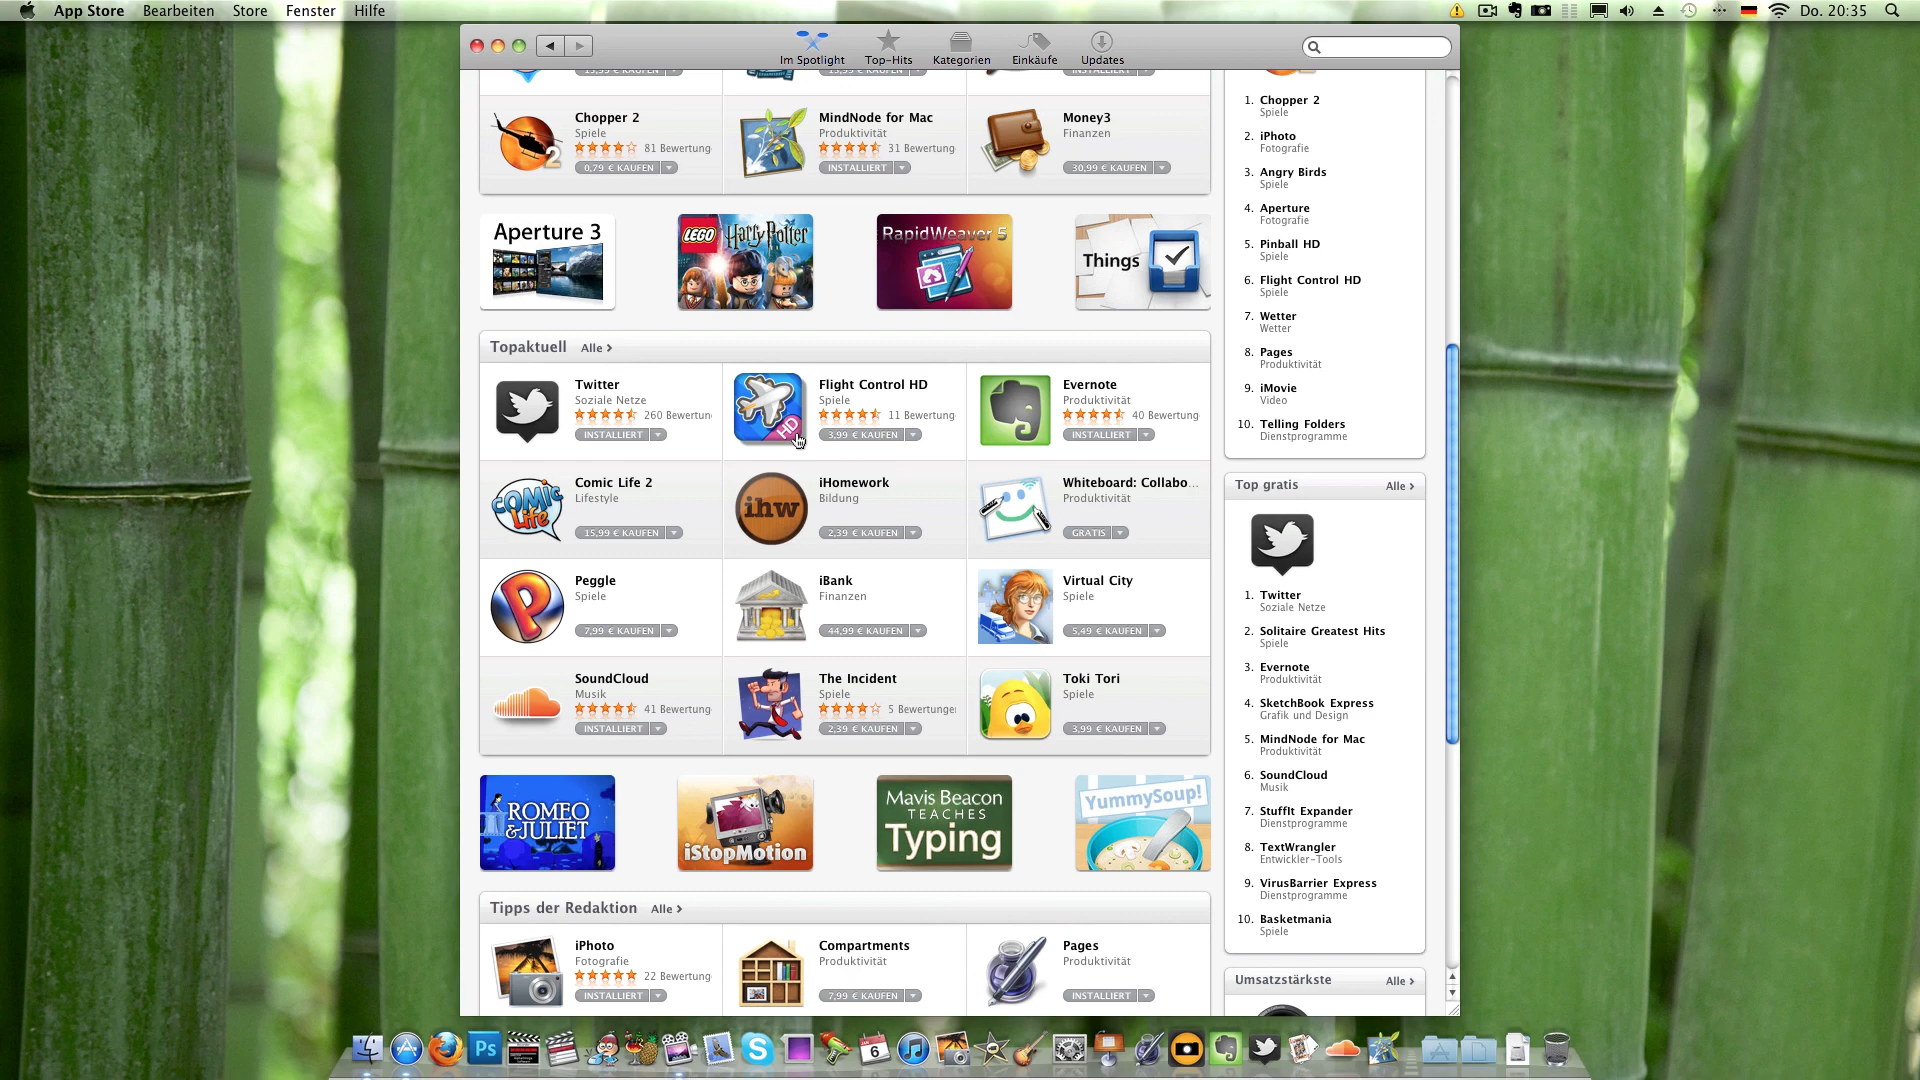 App Store Bearbeiten Store Fenster Hilfe
Do. 20:35
Im Spotlight Top-Hits Kategorien Einkäufe Updates
Chopper 2
Spiele
81 Bewertung
0,79 € KAUFEN
MindNode for Mac
Produktivität
31 Bewertung
INSTALLIERT
Money3
Finanzen
30,99 € KAUFEN
Aperture 3
LEGO Harry Potter
RapidWeaver 5
Things
Topaktuell Alle
Twitter
Soziale Netze
260 Bewertun
INSTALLIERT
Flight Control HD
Spiele
11 Bewertung
3,99 € KAUFEN
HD
Evernote
Produktivität
40 Bewertung
INSTALLIERT
Comic Life 2
Lifestyle
15,99 € KAUFEN
COMIC Life
iHomework
Bildung
2,39 € KAUFEN
ihw
Whiteboard: Collabo...
Produktivität
GRATIS
Peggle
Spiele
7,99 € KAUFEN
P
iBank
Finanzen
44,99 € KAUFEN
Virtual City
Spiele
5,49 € KAUFEN
SoundCloud
Musik
41 Bewertung
INSTALLIERT
The Incident
Spiele
5 Bewertunge
2,39 € KAUFEN
Toki Tori
Spiele
3,99 € KAUFEN
ROMEO
&JULIET
iStopMotion
Mavis Beacon
TEACHES
Typing
YummySoup!
Tipps der Redaktion Alle
iPhoto
Fotografie
22 Bewertung
INSTALLIERT
Compartments
Produktivität
7,99 € KAUFEN
Pages
Produktivität
INSTALLIERT
1. Chopper 2
Spiele
2. iPhoto
Fotografie
3. Angry Birds
Spiele
4. Aperture
Fotografie
5. Pinball HD
Spiele
6. Flight Control HD
Spiele
7. Wetter
Wetter
8. Pages
Produktivität
9. iMovie
Video
10. Telling Folders
Dienstprogramme
Top gratis Alle
1. Twitter
Soziale Netze
2. Solitaire Greatest Hits
Spiele
3. Evernote
Produktivität
4. SketchBook Express
Grafik und Design
5. MindNode for Mac
Produktivität
6. SoundCloud
Musik
7. StuffIt Expander
Dienstprogramme
8. TextWrangler
Entwickler-Tools
9. VirusBarrier Express
Dienstprogramme
10. Basketmania
Spiele
Umsatzstärkste Alle
Ps
S
6